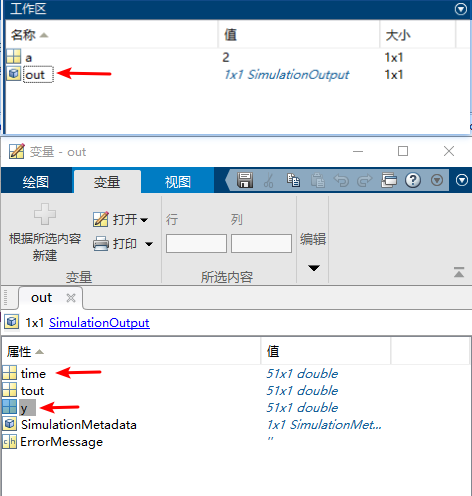 工作区
名称 值 大小
a 2 1x1
out 1x1 SimulationOutput 1x1
变量 - out
绘图 变量 视图
根据所选内容
新建
打开
打印
变量
行 列
所选内容
编辑
out
1x1 SimulationOutput
属性 值
time 51x1 double
tout 51x1 double
y 51x1 double
SimulationMetadata 1x1 SimulationMet...
ch ErrorMessage ''